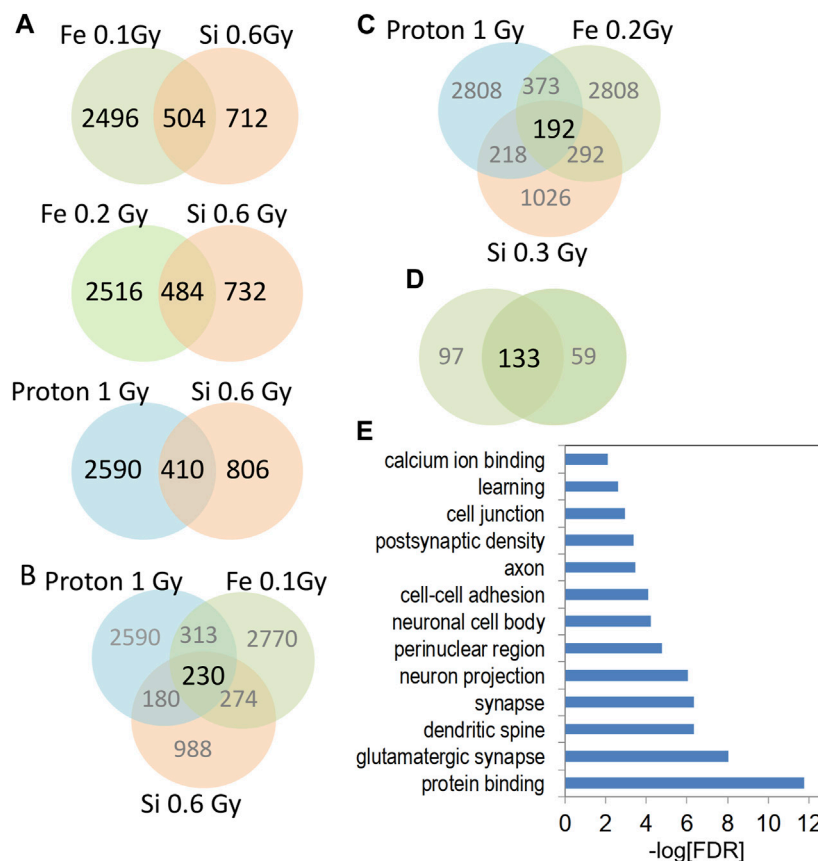 A
Fe 0.1Gy Si 0.6Gy
2496 504 712
Fe 0.2 Gy Si 0.6 Gy
2516 484 732
Proton 1 Gy Si 0.6 Gy
2590 410 806
B
Proton 1 Gy Fe 0.1Gy
2590 313 2770
230
180 274
988
Si 0.6 Gy
C
Proton 1 Gy Fe 0.2Gy
2808 373 2808
192
218 292
1026
Si 0.3 Gy
D
97 133 59
E
calcium ion binding
learning
cell junction
postsynaptic density
axon
cell-cell adhesion
neuronal cell body
perinuclear region
neuron projection
synapse
dendritic spine
glutamatergic synapse
protein binding
0 2 4 6 8 10 12
-log[FDR]